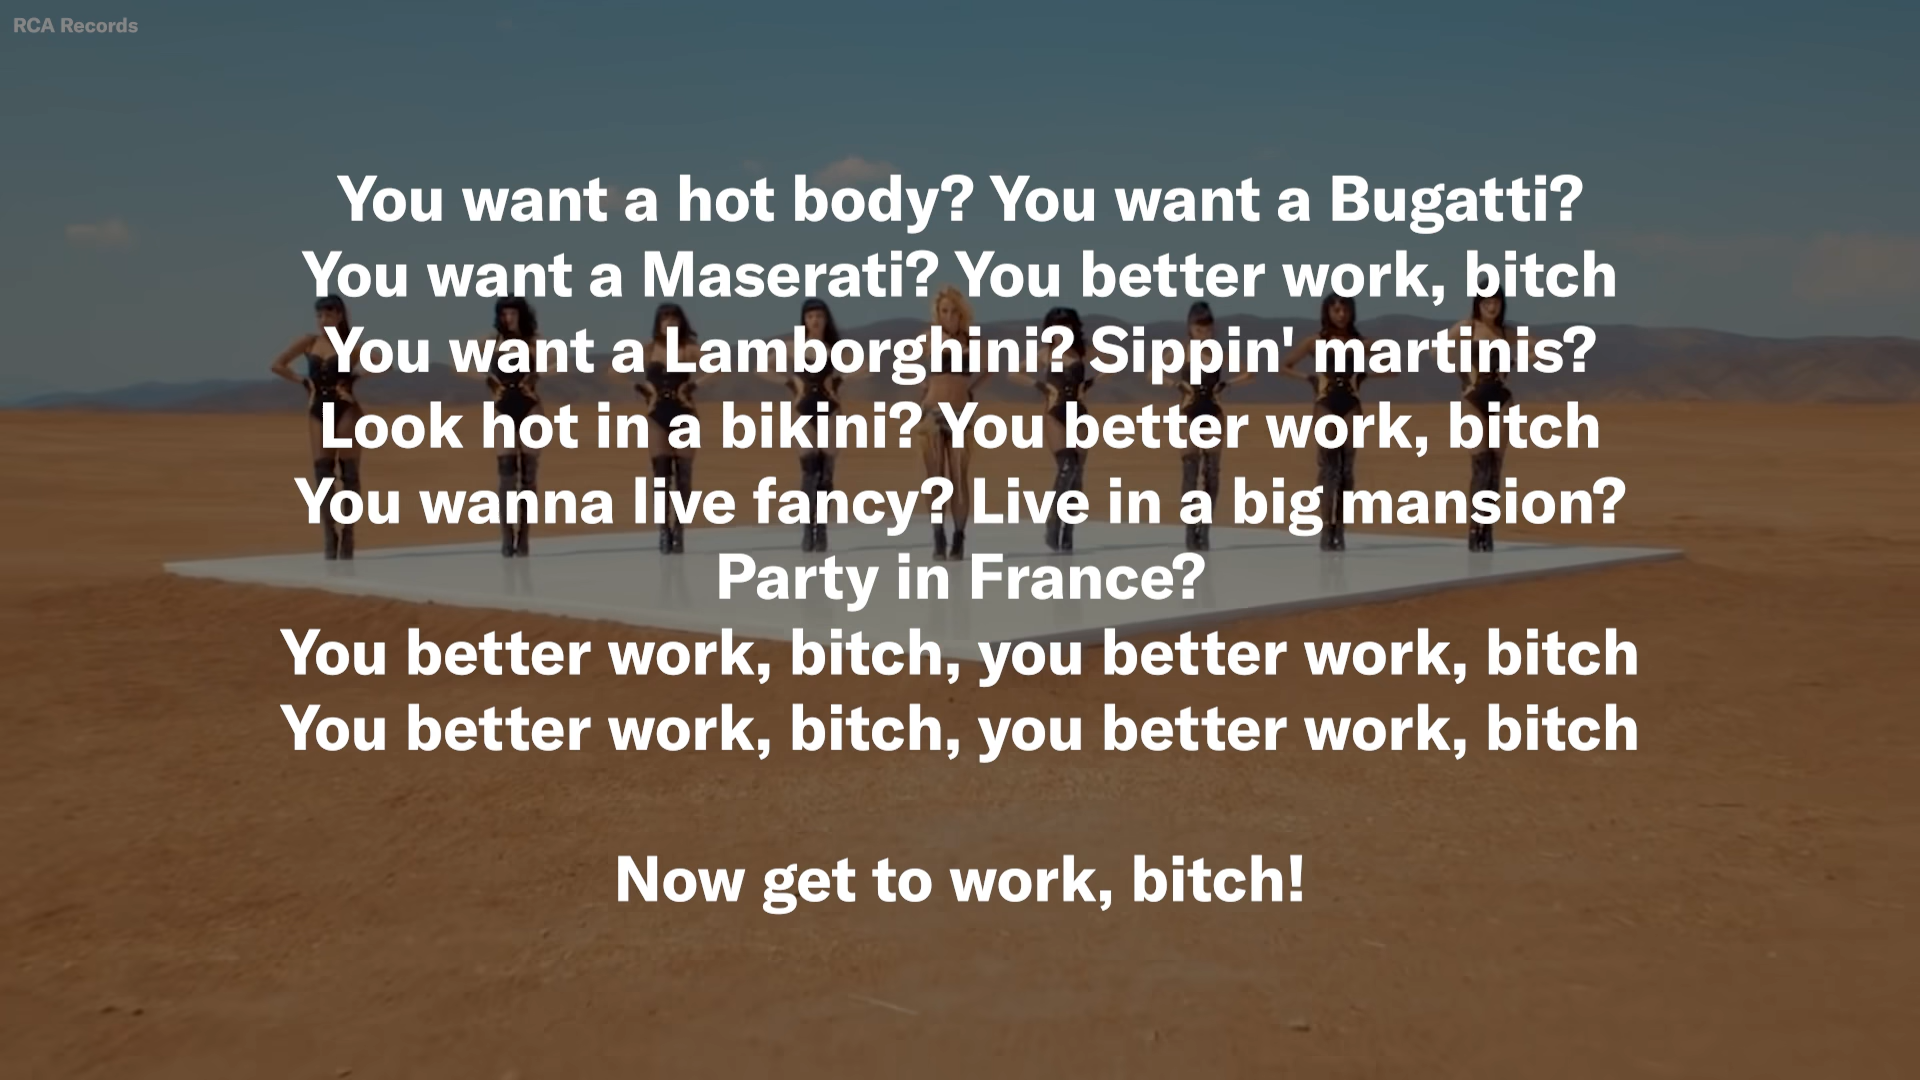 RCA Records
You want a hot body? You want a Bugatti?
You want a Maserati? You better work, bitch
You want a Lamborghini? Sippin' martinis?
Look hot in a bikini? You better work, bitch
You wanna live fancy? Live in a big mansion?
Party in France?
You better work, bitch, you better work, bitch
You better work, bitch, you better work, bitch
Now get to work, bitch!